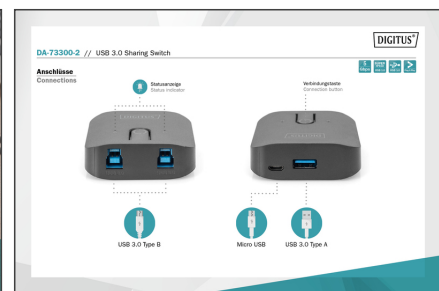 DIGITUS®
DA-73300-2 // USB 3.0 Sharing Switch
Anschlüsse
Connections
Statusanzeige
Status indicator
Verbindungstaste
Connection button
USB 3.0 Type B
Micro USB
USB 3.0 Type A